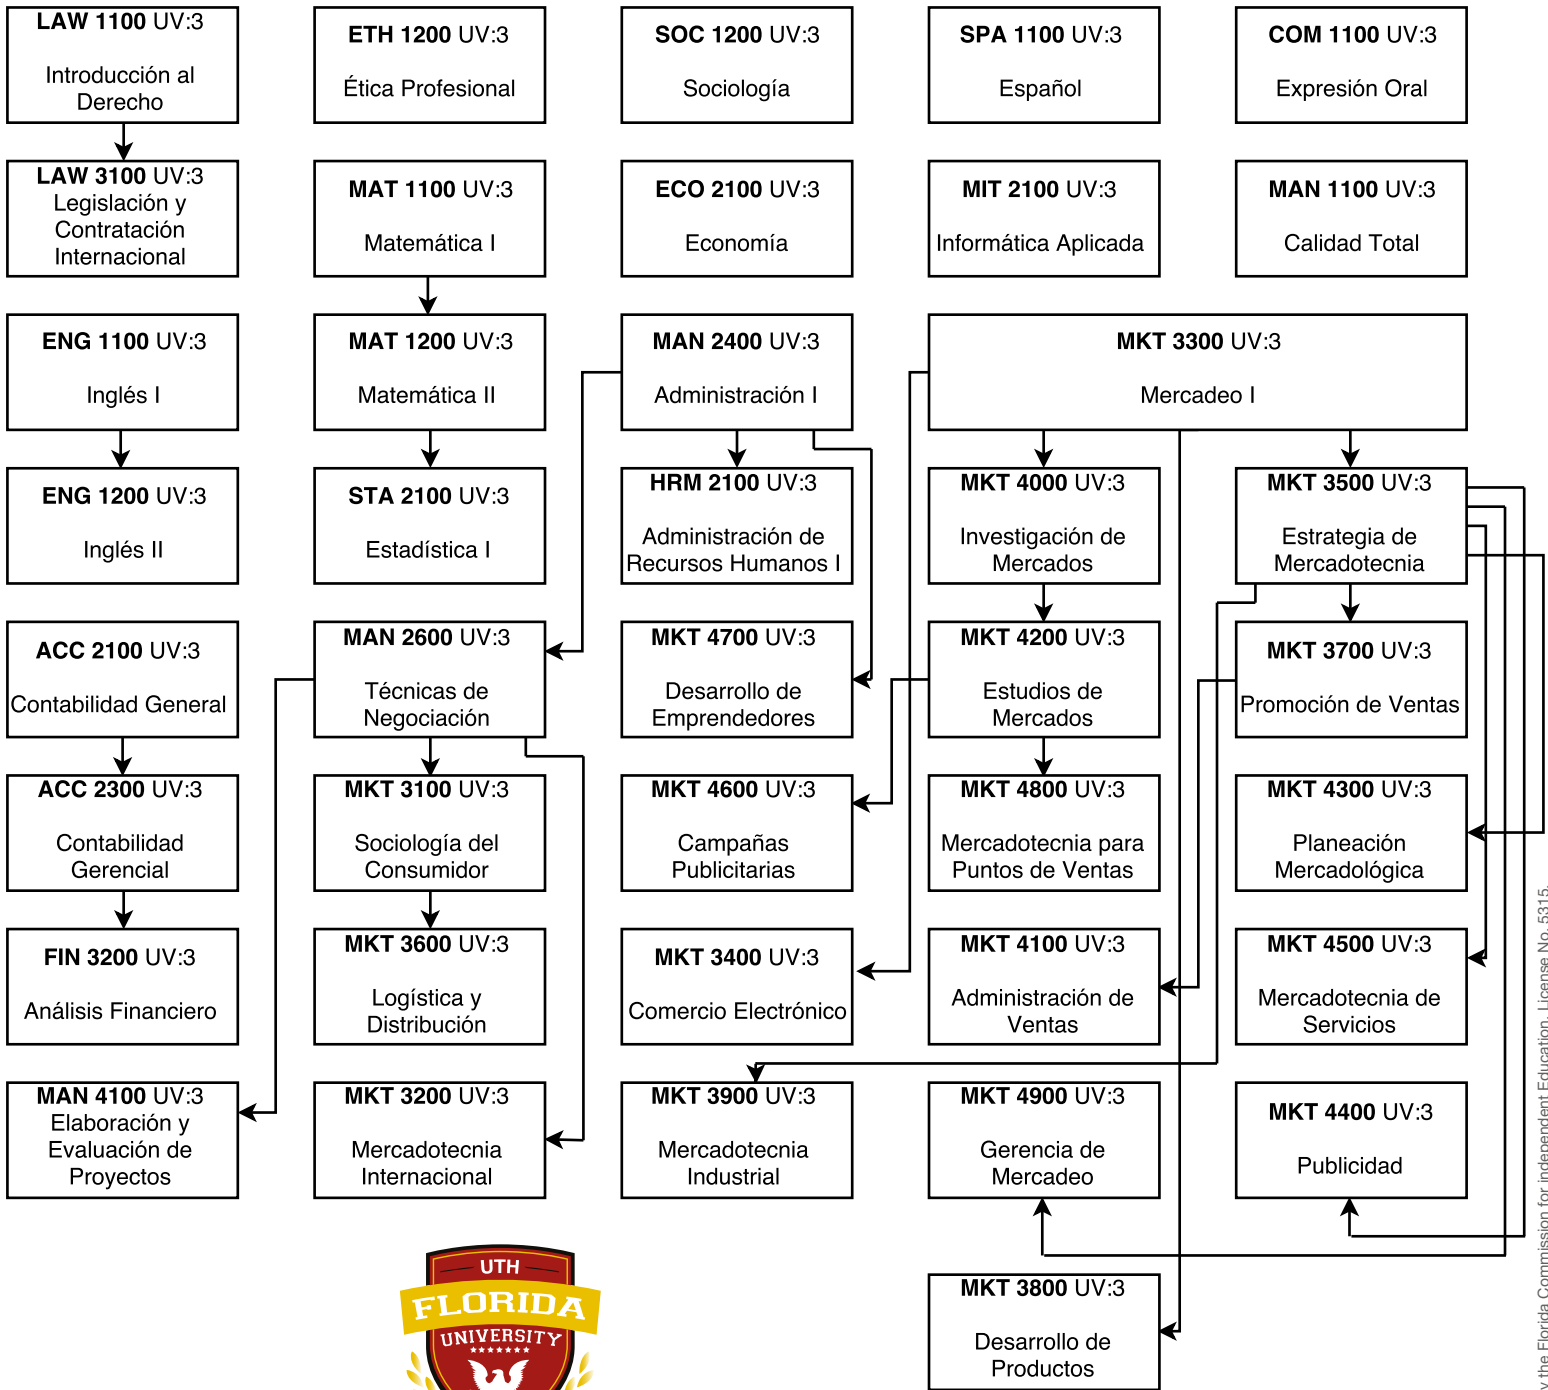 LAW 1100 UV:3
Introducción al
Derecho
ETH 1200 UV:3
Ética Profesional
SOC 1200 UV:3
Sociología
SPA 1100 UV:3
Español
COM 1100 UV:3
Expresión Oral
LAW 3100 UV:3
Legislación y
Contratación
Internacional
MAT 1100 UV:3
Matemática I
ECO 2100 UV:3
Economía
MIT 2100 UV:3
Informática Aplicada
MAN 1100 UV:3
Calidad Total
ENG 1100 UV:3
Inglés I
MAT 1200 UV:3
Matemática II
MAN 2400 UV:3
Administración I
MKT 3300 UV:3
Mercadeo I
ENG 1200 UV:3
Inglés II
STA 2100 UV:3
Estadística I
HRM 2100 UV:3
Administración de
Recursos Humanos I
MKT 4000 UV:3
Investigación de
Mercados
MKT 3500 UV:3
Estrategia de
Mercadotecnia
ACC 2100 UV:3
Contabilidad General
MAN 2600 UV:3
Técnicas de
Negociación
MKT 4700 UV:3
Desarrollo de
Emprendedores
MKT 4200 UV:3
Estudios de
Mercados
MKT 3700 UV:3
Promoción de Ventas
ACC 2300 UV:3
Contabilidad
Gerencial
MKT 3100 UV:3
Sociología del
Consumidor
MKT 4600 UV:3
Campañas
Publicitarias
MKT 4800 UV:3
Mercadotecnia para
Puntos de Ventas
MKT 4300 UV:3
Planeación
Mercadológica
FIN 3200 UV:3
Análisis Financiero
MKT 3600 UV:3
Logística y
Distribución
MKT 3400 UV:3
Comercio Electrónico
MKT 4100 UV:3
Administración de
Ventas
MKT 4500 UV:3
Mercadotecnia de
Servicios
MAN 4100 UV:3
Elaboración y
Evaluación de
Proyectos
MKT 3200 UV:3
Mercadotecnia
Internacional
MKT 3900 UV:3
Mercadotecnia
Industrial
MKT 4900 UV:3
Gerencia de
Mercadeo
MKT 4400 UV:3
Publicidad
MKT 3800 UV:3
Desarrollo de
Productos
UTH
FLORIDA
UNIVERSITY
the Florida Commission for independent Education. License No. 5315.